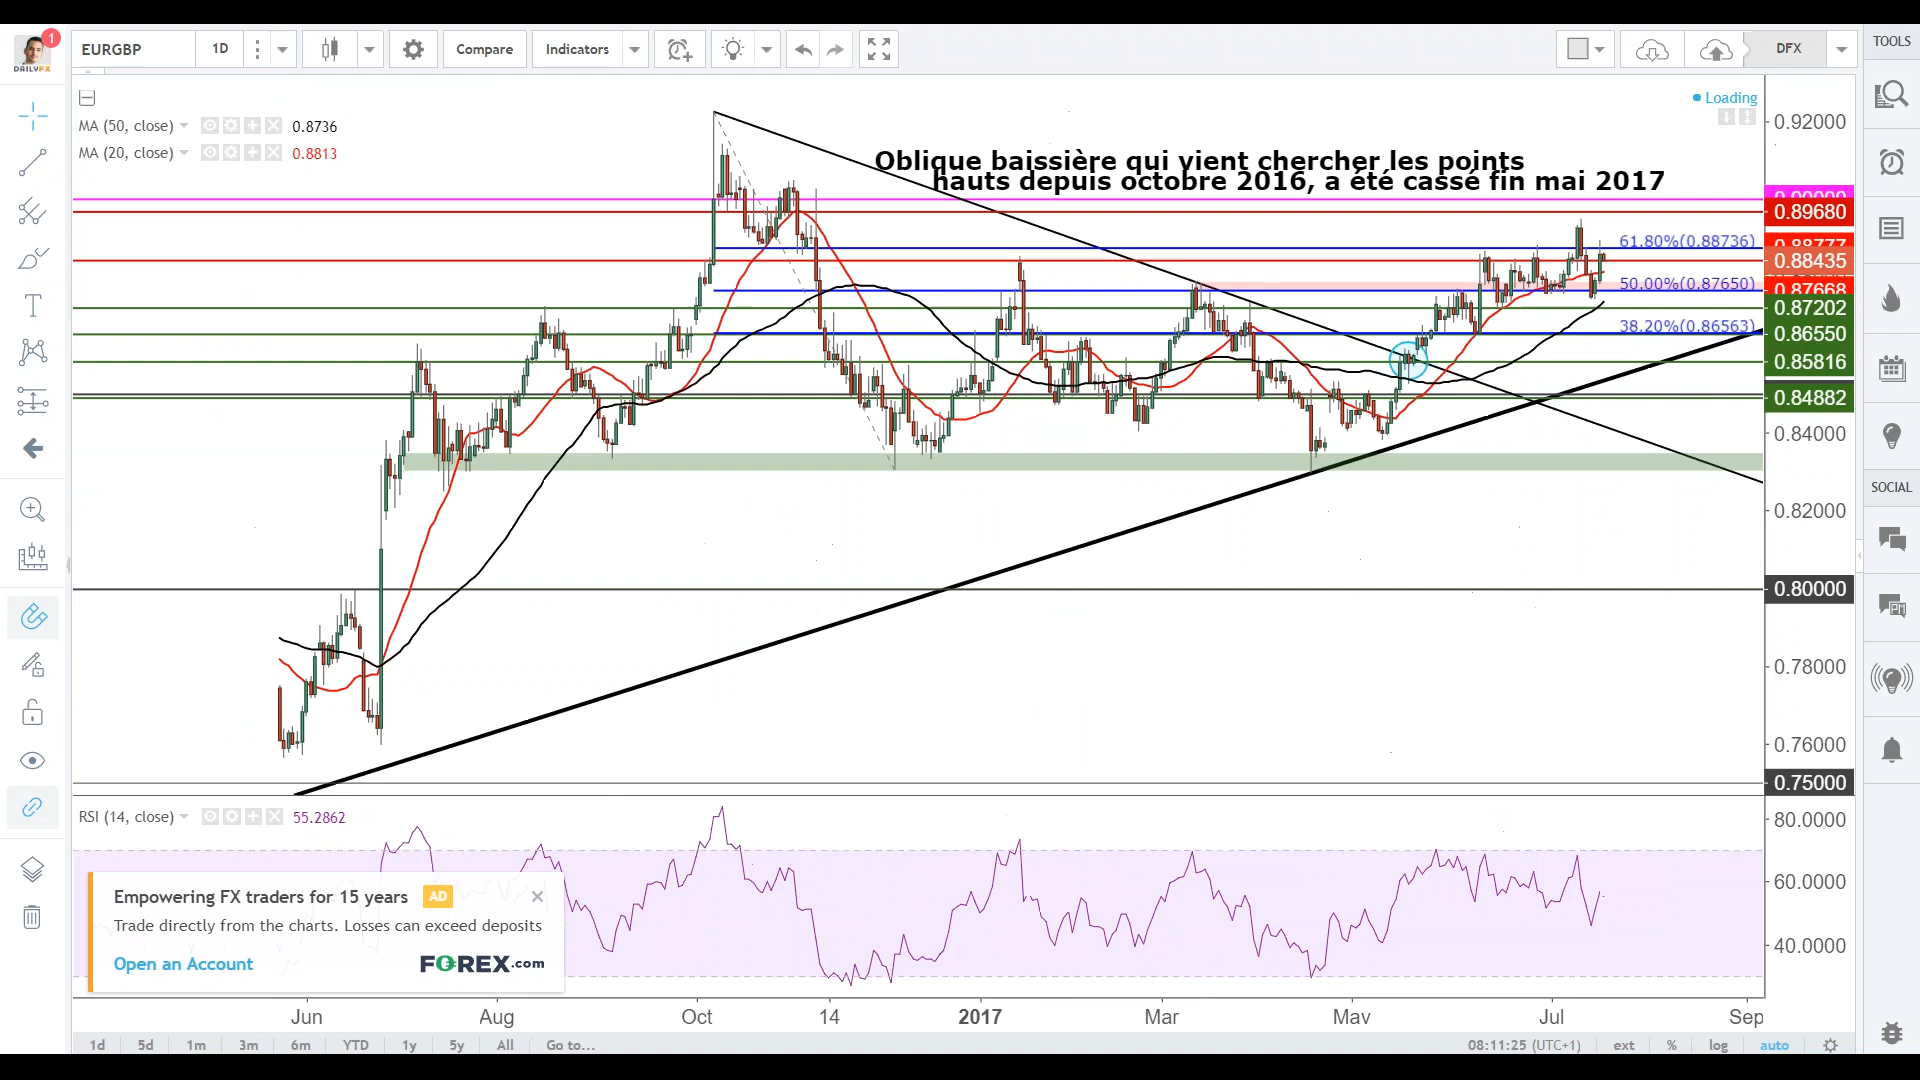 1
DAILYFX
EURGBP
1D
Compare
Indicators
DFX
TOOLS
Loading
MA (50, close)
0.8736
MA (20, close)
0.8813
Oblique baissière qui vient chercher les points
hauts depuis octobre 2016, a été cassé fin mai 2017
0.92000
0.89680
61.80%(0.88736)
0.88435
50.00%(0.87650)
0.87668
0.87202
38.20%(0.86563)
0.86550
0.85816
0.84882
0.84000
0.82000
0.80000
0.78000
0.76000
0.75000
SOCIAL
RSI (14, close)
55.2862
80.0000
60.0000
40.0000
Empowering FX traders for 15 years
AD
Trade directly from the charts. Losses can exceed deposits
Open an Account
FOREX.com
Jun Aug Oct 14 2017 Mar May Jul Sep
1d 5d 1m 3m 6m YTD 1y 5y All Go to...
08:11:25 (UTC+1) ext % log auto